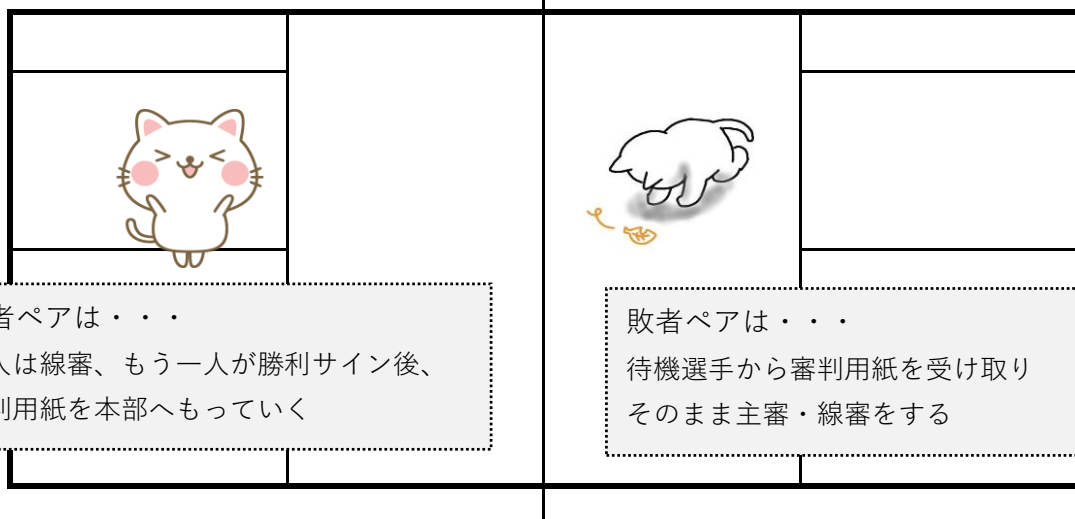 者ペアは・・・
人は線審、もう一人が勝利サイン後、
判用紙を本部へもっていく
敗者ペアは・・・
待機選手から審判用紙を受け取り
そのまま主審・線審をする